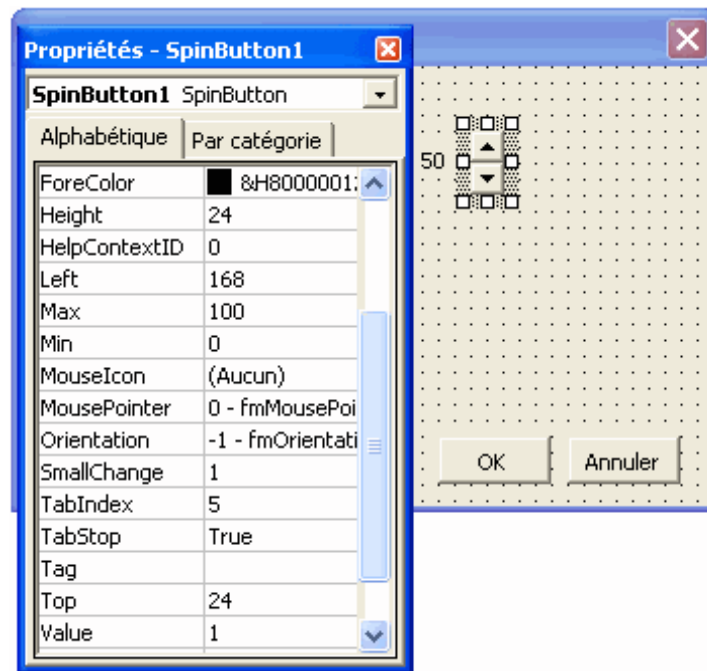 Propriétés - SpinButton1
SpinButton1 SpinButton
Alphabétique Par catégorie
ForeColor &H80000012
Height 24
HelpContextID 0
Left 168
Max 100
Min 0
MouseIcon (Aucun)
MousePointer 0 - fmMousePoi
Orientation -1 - fmOrientati
SmallChange 1
TabIndex 5
TabStop True
Tag
Top 24
Value 1
50
OK Annuler